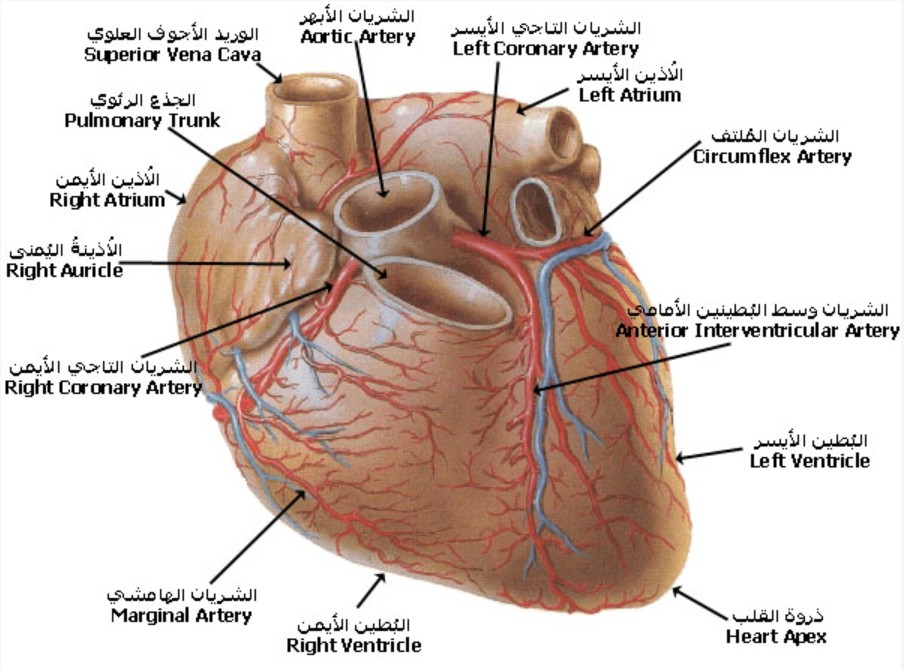 الشريان الأبهر
Aortic Artery
الشريان التاجي الأيسر
Left Coronary Artery
الوريد الأجوف العلوي
Superior Vena Cava
الأذين الأيسر
Left Atrium
الجذع الرئوي
Pulmonary Trunk
الشريان المُلتف
Circumflex Artery
الأذين الأيمن
Right Atrium
الأذينةُ اليُمنى
Right Auricle
الشريان وسط البُطينين الأمامي
Anterior Interventricular Artery
الشريان التاجي الأيمن
Right Coronary Artery
البُطين الأيسر
Left Ventricle
الشريان الهامشي
Marginal Artery
البُطين الأيمن
Right Ventricle
ذروة القلب
Heart Apex